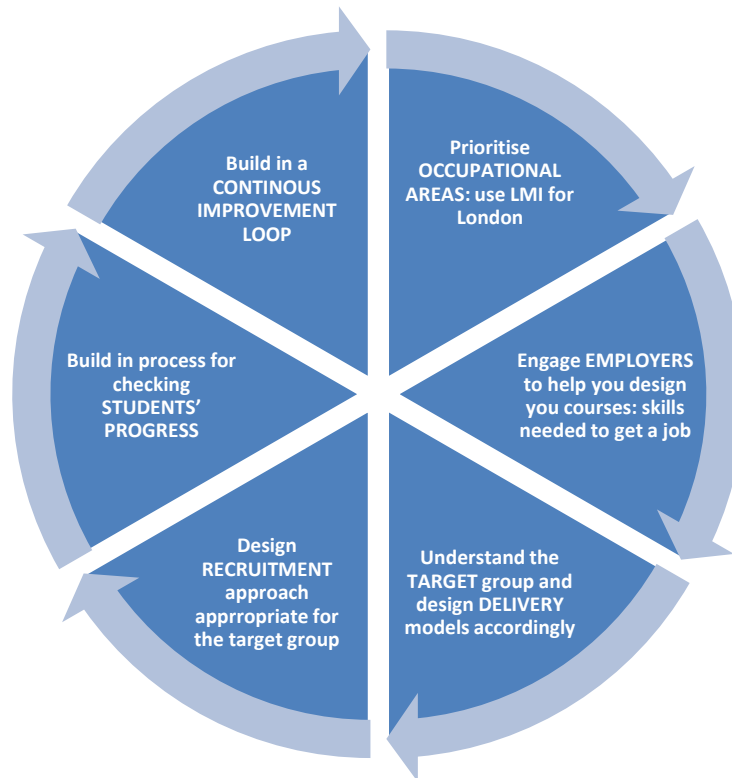 Prioritise
OCCUPATIONAL
AREAS: use LMI for
London
Engage EMPLOYERS
to help you design
you courses: skills
needed to get a job
Understand the
TARGET group and
design DELIVERY
models accordingly
Design
RECRUITMENT
approach
apprropriate for
the target group
Build in process for
checking
STUDENTS’
PROGRESS
Build in a
CONTINOUS
IMPROVEMENT
LOOP